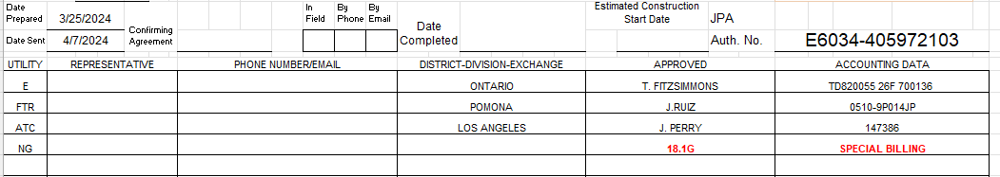 Date Prepared 3/25/2024 Confirming Agreement In Field By Phone By Email Date Completed Estimated Construction Start Date JPA
Date Sent 4/7/2024 Auth. No. E6034-405972103
UTILITY REPRESENTATIVE PHONE NUMBER/EMAIL DISTRICT-DIVISION-EXCHANGE APPROVED ACCOUNTING DATA
E ONTARIO T. FITZSIMMONS TD820055 26F 700136
FTR POMONA J.RUIZ 0510-9P014JP
ATC LOS ANGELES J. PERRY 147386
NG 18.1G SPECIAL BILLING